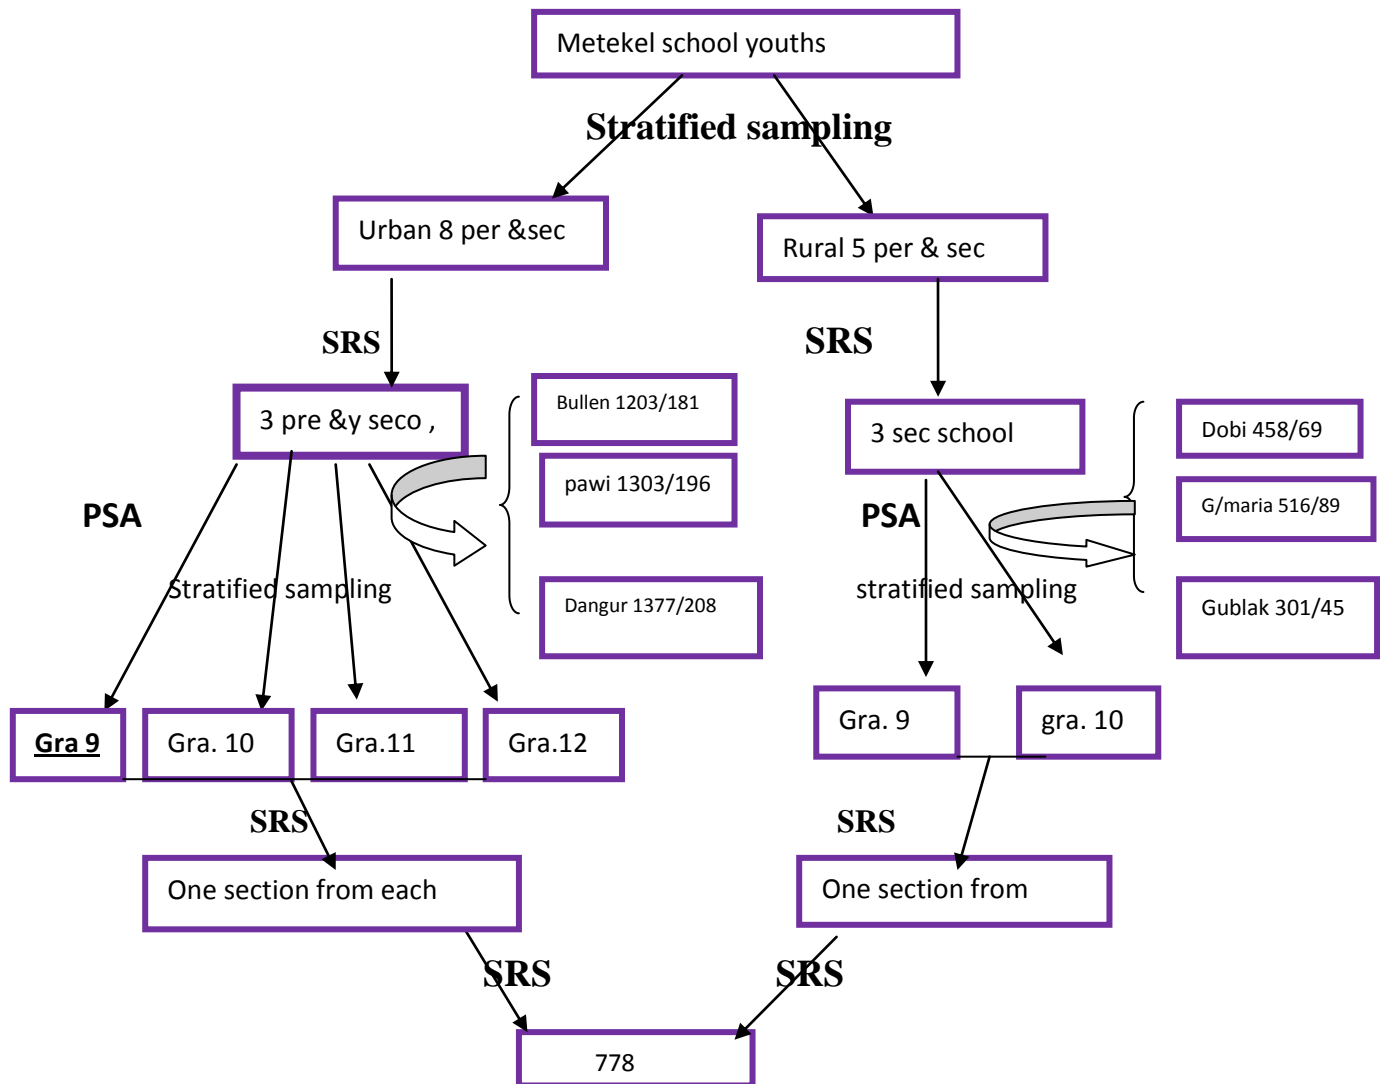 Metekel school youths
Stratified sampling
Urban 8 per &sec
Rural 5 per & sec
SRS
SRS
3 pre &y seco ,
Bullen 1203/181
pawi 1303/196
Dangur 1377/208
3 sec school
Dobi 458/69
G/maria 516/89
Gublak 301/45
PSA
PSA
Stratified sampling
stratified sampling
Gra 9
Gra. 10
Gra.11
Gra.12
Gra. 9
gra. 10
SRS
SRS
One section from each
One section from
SRS
SRS
778